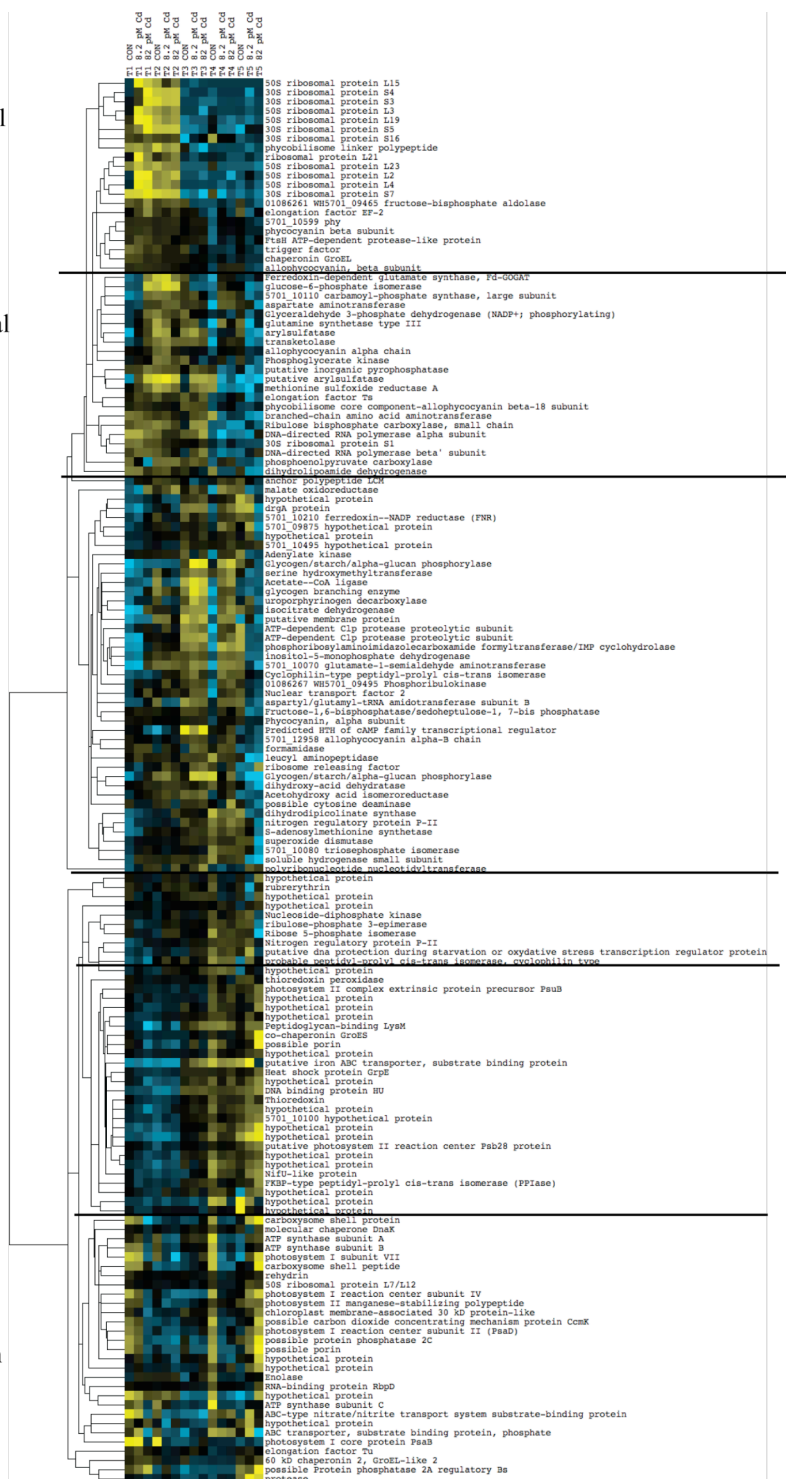 T1 CON
T1 8.2 pM Cd
T1 82 pM Cd
T2 CON
T2 8.2 pM Cd
T2 82 pM Cd
T3 CON
T3 8.2 pM Cd
T3 82 pM Cd
T4 CON
T4 8.2 pM Cd
T4 82 pM Cd
T5 CON
T5 8.2 pM Cd
T5 82 pM Cd
50S ribosomal protein L15
30S ribosomal protein S4
30S ribosomal protein S3
50S ribosomal protein L3
l
50S ribosomal protein L19
30S ribosomal protein S5
30S ribosomal protein S16
phycobilisome linker polypeptide
ribosomal protein L21
50S ribosomal protein L23
50S ribosomal protein L2
50S ribosomal protein L4
30S ribosomal protein S7
01086261 WH5701_09465 fructose-bisphosphate aldolase
elongation factor EF-2
5701_10599 phy
phycocyanin beta subunit
FtsH ATP-dependent protease-like protein
trigger factor
chaperonin GroEL
allophycocyanin, beta subunit
Ferredoxin-dependent glutamate synthase, Fd-GOGAT
glucose-6-phosphate isomerase
5701_10110 carbamoyl-phosphate synthase, large subunit
aspartate aminotransferase
Glyceraldehyde 3-phosphate dehydrogenase (NADP+; phosphorylating)
al
glutamine synthetase type III
arylsulfatase
transketolase
allophycocyanin alpha chain
Phosphoglycerate kinase
putative inorganic pyrophosphatase
putative arylsulfatase
methionine sulfoxide reductase A
elongation factor Ts
phycobilisome core component-allophycocyanin beta-18 subunit
branched-chain amino acid aminotransferase
Ribulose bisphosphate carboxylase, small chain
DNA-directed RNA polymerase alpha subunit
30S ribosomal protein S1
DNA-directed RNA polymerase beta' subunit
phosphoenolpyruvate carboxylase
dihydrolipoamide dehydrogenase
anchor polypeptide LCM
malate oxidoreductase
hypothetical protein
drgA protein
5701_10210 ferredoxin--NADP reductase (FNR)
5701_09875 hypothetical protein
hypothetical protein
5701_10495 hypothetical protein
Adenylate kinase
Glycogen/starch/alpha-glucan phosphorylase
serine hydroxymethyltransferase
Acetate--CoA ligase
glycogen branching enzyme
uroporphyrinogen decarboxylase
isocitrate dehydrogenase
putative membrane protein
ATP-dependent Clp protease proteolytic subunit
ATP-dependent Clp protease proteolytic subunit
phosphoribosylaminoimidazolecarboxamide formyltransferase/IMP cyclohydrolase
inositol-5-monophosphate dehydrogenase
5701_10070 glutamate-1-semialdehyde aminotransferase
Cyclophilin-type peptidyl-prolyl cis-trans isomerase
01086267 WH5701_09495 Phosphoribulokinase
Nuclear transport factor 2
aspartyl/glutamyl-tRNA amidotransferase subunit B
Fructose-1,6-bisphosphatase/sedoheptulose-1, 7-bis phosphatase
Phycocyanin, alpha subunit
Predicted HTH of cAMP family transcriptional regulator
5701_12958 allophycocyanin alpha-B chain
formamidase
leucyl aminopeptidase
ribosome releasing factor
Glycogen/starch/alpha-glucan phosphorylase
dihydroxy-acid dehydratase
Acetohydroxy acid isomeroreductase
possible cytosine deaminase
dihydrodipicolinate synthase
nitrogen regulatory protein P-II
S-adenosylmethionine synthetase
superoxide dismutase
5701_10080 triosephosphate isomerase
soluble hydrogenase small subunit
polyribonucleotide nucleotidyltransferase
hypothetical protein
rubrerythrin
hypothetical protein
hypothetical protein
Nucleoside-diphosphate kinase
ribulose-phosphate 3-epimerase
Ribose 5-phosphate isomerase
Nitrogen regulatory protein P-II
putative dna protection during starvation or oxydative stress transcription regulator protein
probable peptidyl-prolyl cis-trans isomerase, cyclophilin type
hypothetical protein
thioredoxin peroxidase
photosystem II complex extrinsic protein precursor PsuB
hypothetical protein
hypothetical protein
hypothetical protein
Peptidoglycan-binding LysM
co-chaperonin GroES
possible porin
hypothetical protein
putative iron ABC transporter, substrate binding protein
Heat shock protein GrpE
hypothetical protein
DNA binding protein HU
Thioredoxin
hypothetical protein
5701_10100 hypothetical protein
hypothetical protein
hypothetical protein
putative photosystem II reaction center Psb28 protein
hypothetical protein
hypothetical protein
NifU-like protein
FKBP-type peptidyl-prolyl cis-trans isomerase (PPIase)
hypothetical protein
hypothetical protein
hypothetical protein
carboxysome shell protein
molecular chaperone DnaK
ATP synthase subunit A
ATP synthase subunit B
photosystem I subunit VII
carboxysome shell peptide
rehydrin
50S ribosomal protein L7/L12
photosystem I reaction center subunit IV
photosystem II manganese-stabilizing polypeptide
chloroplast membrane-associated 30 kD protein-like
possible carbon dioxide concentrating mechanism protein CcmK
photosystem I reaction center subunit II (PsaD)
possible protein phosphatase 2C
possible porin
hypothetical protein
hypothetical protein
Enolase
RNA-binding protein RbpD
hypothetical protein
ATP synthase subunit C
ABC-type nitrate/nitrite transport system substrate-binding protein
hypothetical protein
ABC transporter, substrate binding protein, phosphate
photosystem I core protein PsaB
elongation factor Tu
60 kD chaperonin 2, GroEL-like 2
possible Protein phosphatase 2A regulatory Bs
protease